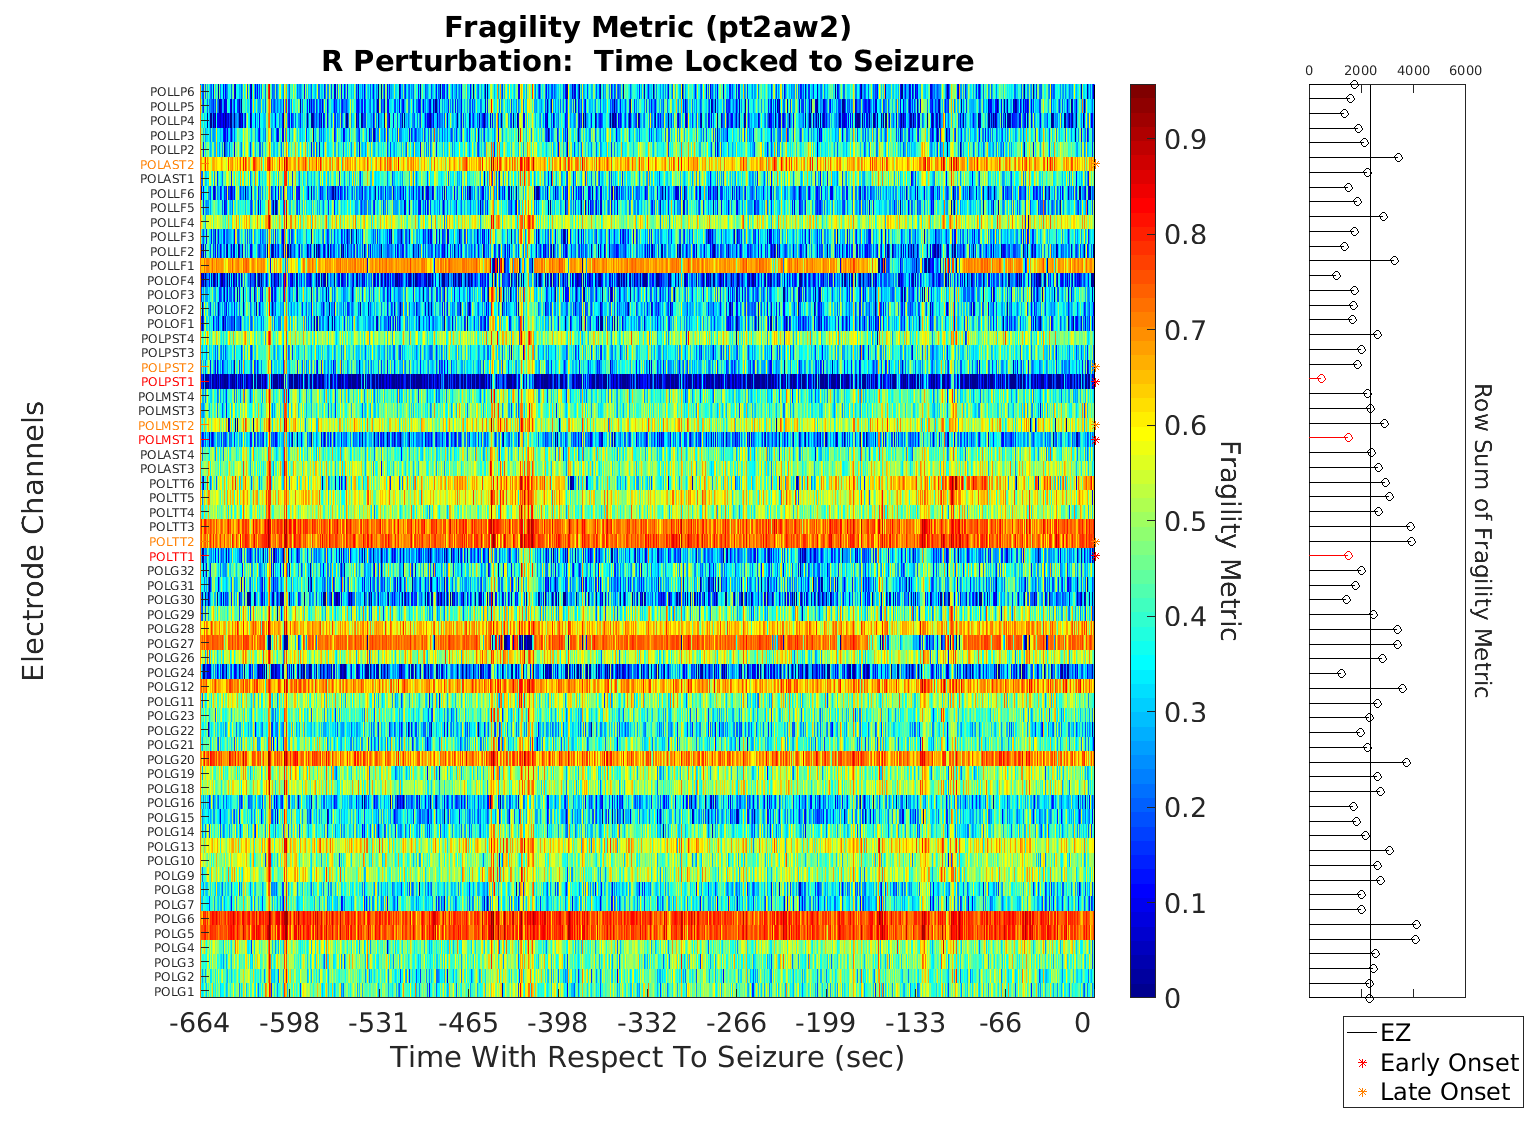 Fragility Metric (pt2aw2)
R Perturbation:  Time Locked to Seizure
Electrode Channels
POLLP6
POLLP5
POLLP4
POLLP3
POLLP2
POLAST2
POLAST1
POLLF6
POLLF5
POLLF4
POLLF3
POLLF2
POLLF1
POLOF4
POLOF3
POLOF2
POLOF1
POLPST4
POLPST3
POLPST2
POLPST1
POLMST4
POLMST3
POLMST2
POLMST1
POLAST4
POLAST3
POLTT6
POLTT5
POLTT4
POLTT3
POLTT2
POLTT1
POLG32
POLG31
POLG30
POLG29
POLG28
POLG27
POLG26
POLG24
POLG12
POLG11
POLG23
POLG22
POLG21
POLG20
POLG19
POLG18
POLG16
POLG15
POLG14
POLG13
POLG10
POLG9
POLG8
POLG7
POLG6
POLG5
POLG4
POLG3
POLG2
POLG1
-664 -598 -531 -465 -398 -332 -266 -199 -133 -66 0
Time With Respect To Seizure (sec)
0.9
0.8
0.7
0.6
0.5
0.4
0.3
0.2
0.1
0
Fragility Metric
0 2000 4000 6000
Row Sum of Fragility Metric
EZ
Early Onset
Late Onset